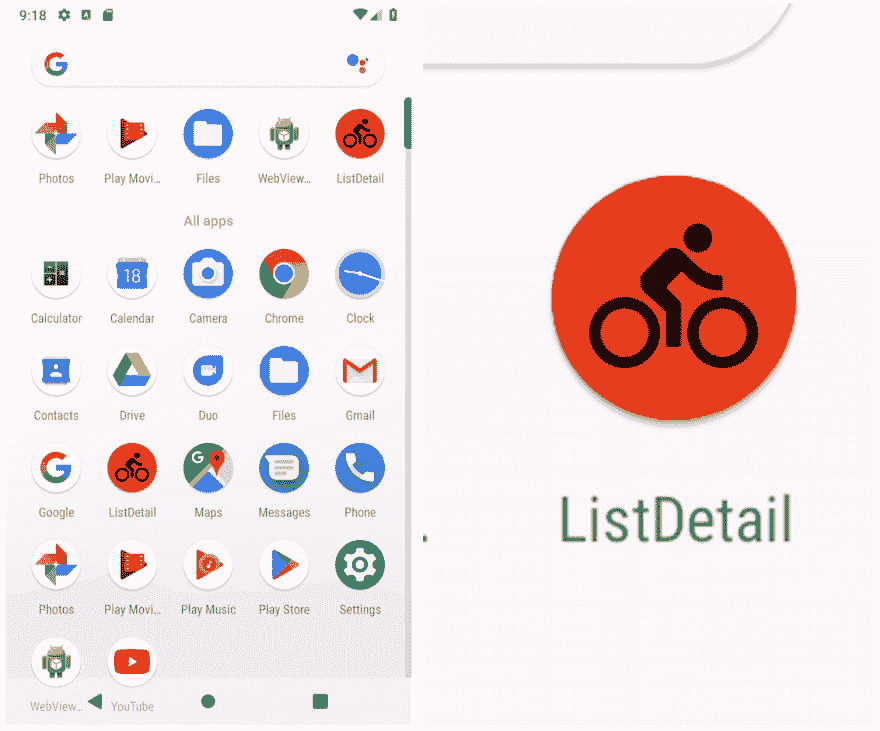 9:18 A
G
Photos Play Movi... Files WebView... ListDetail
All apps
18
Calculator Calendar Camera Chrome Clock
Contacts Drive Duo Files Gmail
G G
Google ListDetail Maps Messages Phone
Photos Play Movi... Play Music Play Store Settings
WebView... YouTube
ListDetail